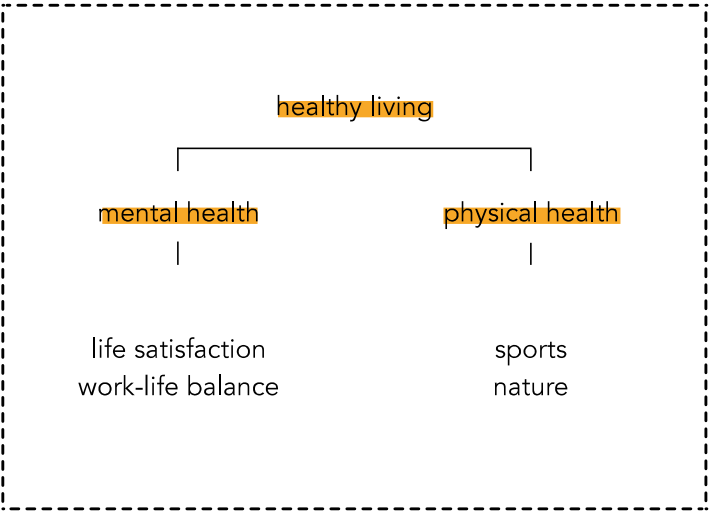 healthy living
mental health
physical health
life satisfaction
work-life balance
sports
nature